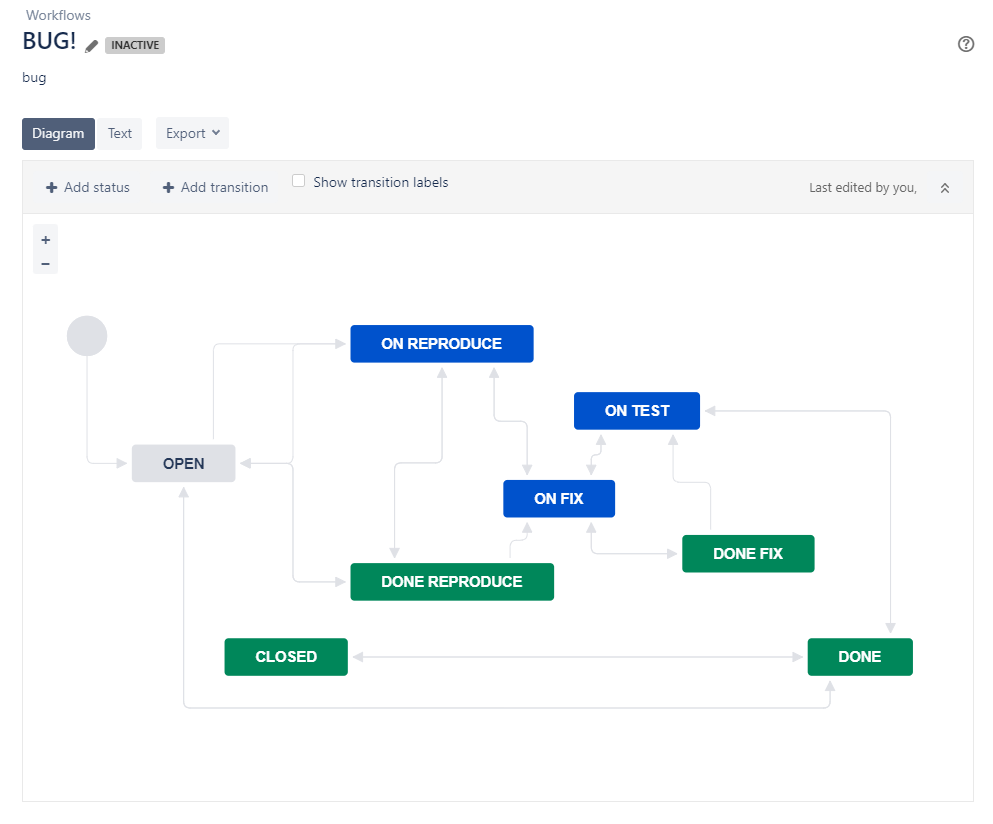 Workflows
BUG! INACTIVE
bug
Diagram Text Export
Add status Add transition Show transition labels Last edited by you,
+
−
ON REPRODUCE
ON TEST
OPEN
ON FIX
DONE FIX
DONE REPRODUCE
CLOSED DONE